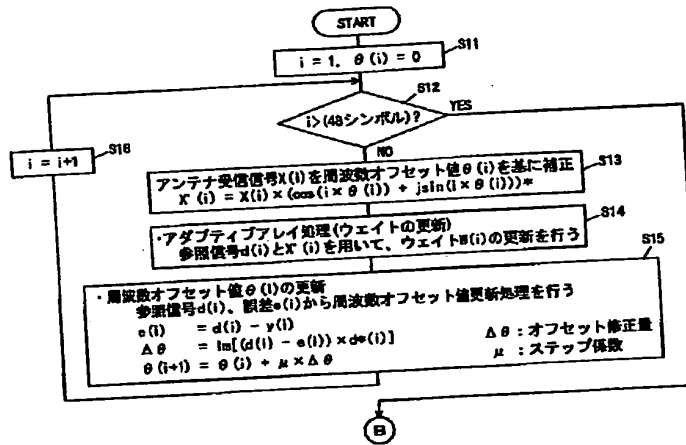 START
S11
i = 1, θ(i) = 0
S12
i>(48シンボル)?
YES
NO
S16
i = i+1
S13
アンテナ受信信号X(i)を周波数オフセット値θ(i)を基に補正
X'(i) = X(i)×(cos(i×θ(i)) + jsin(i×θ(i)))*
S14
・アダプティブアレイ処理(ウェイトの更新)
参照信号d(i)とX'(i)を用いて、ウェイトW(i)の更新を行う
S15
・周波数オフセット値θ(i)の更新
参照信号d(i)、誤差e(i)から周波数オフセット値更新処理を行う
e(i) = d(i) - y(i)
Δθ = Im[(d(i) - e(i))×d*(i)]
Δθ:オフセット修正量
θ(i+1) = θ(i) + μ×Δθ
μ:ステップ係数
B